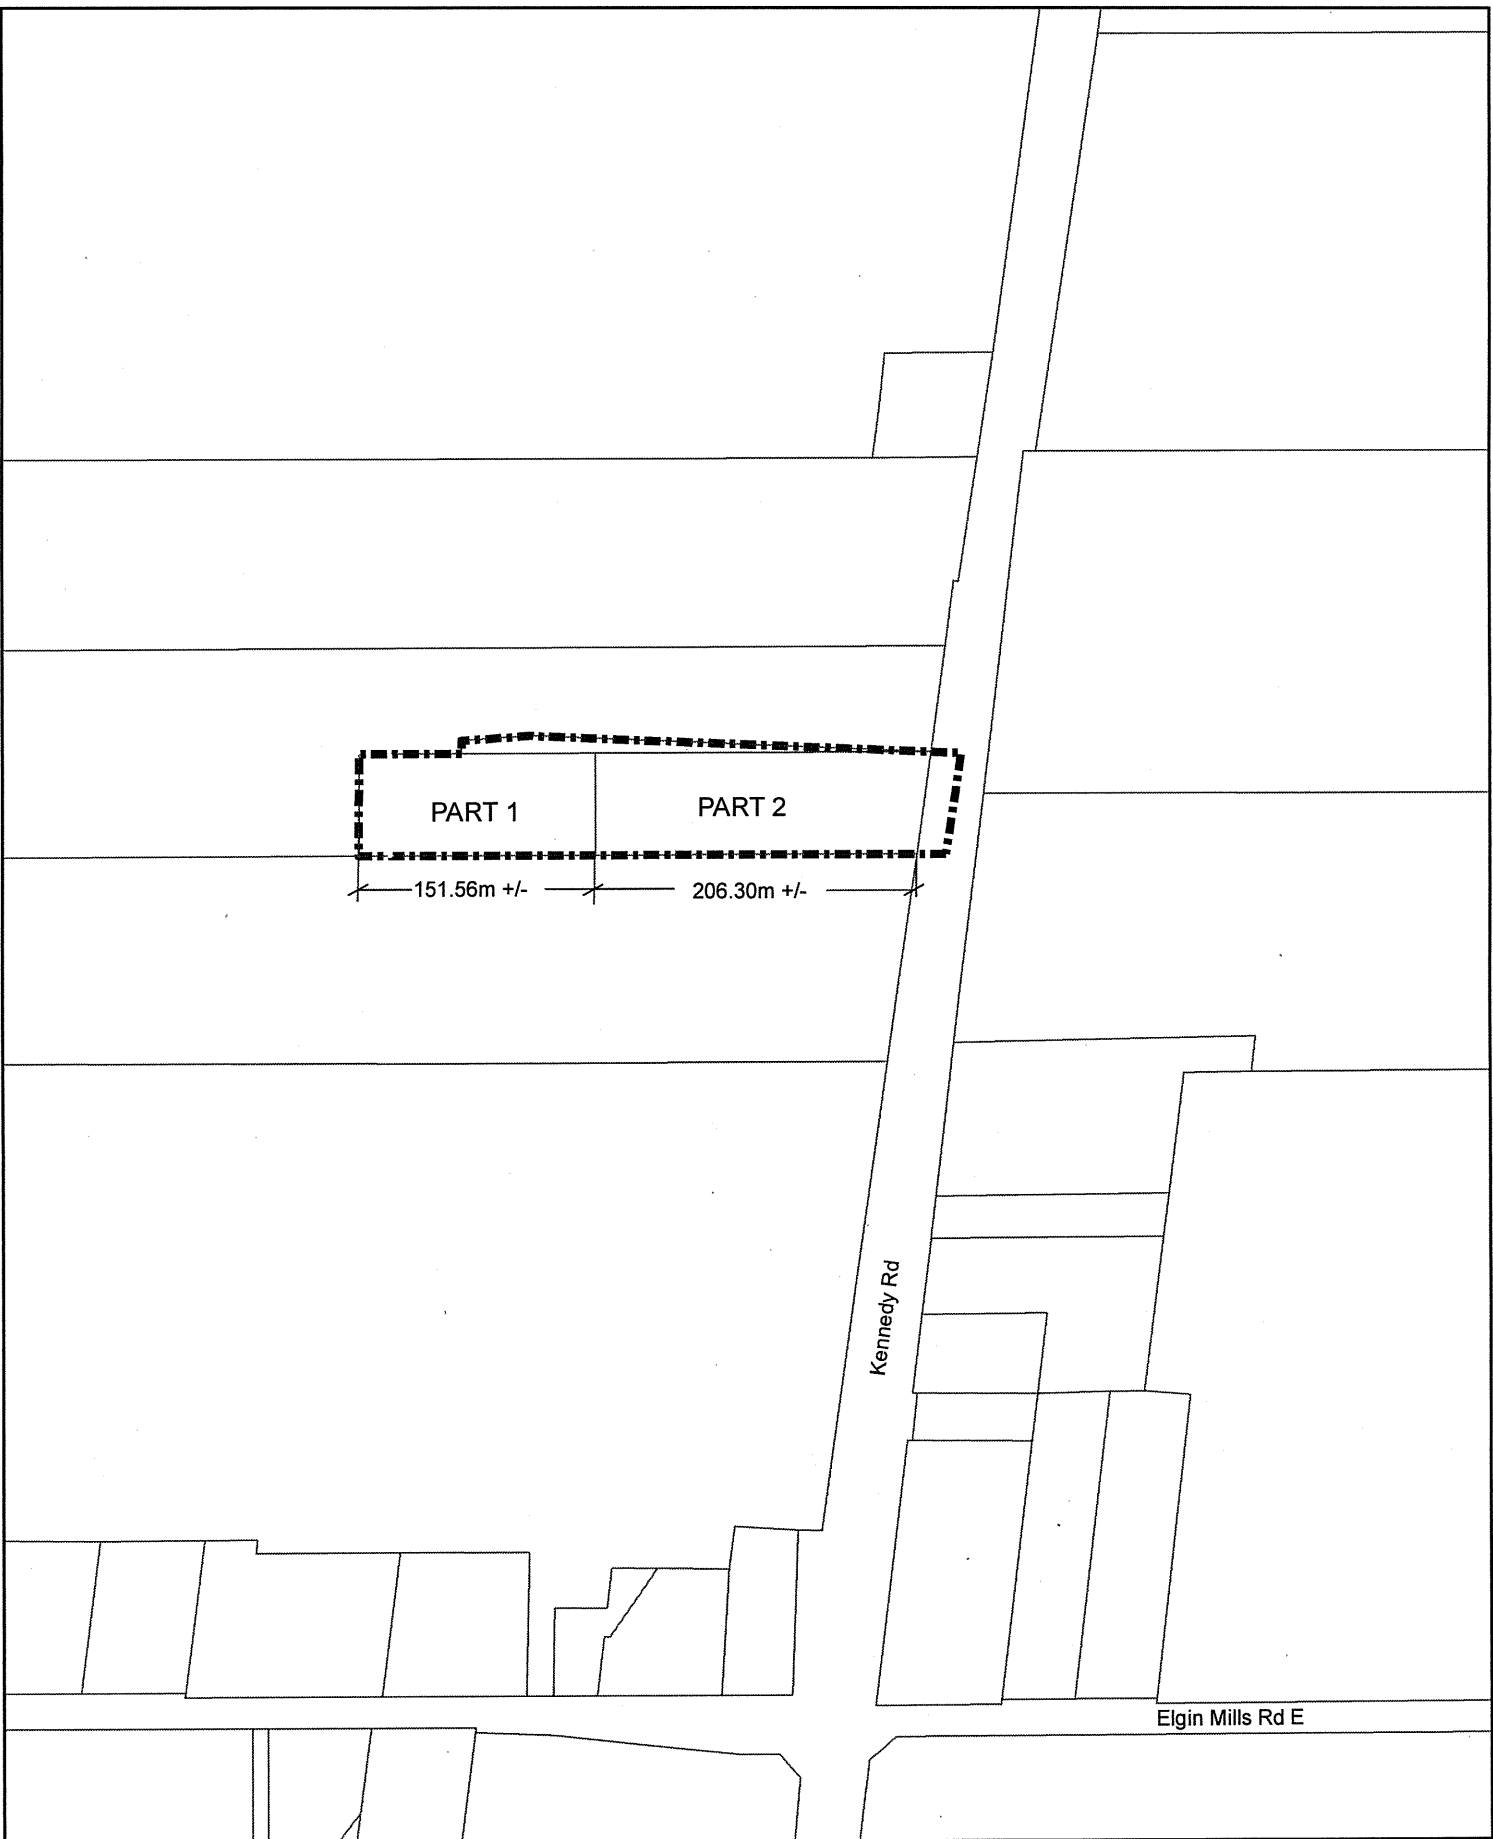 PART 1
PART 2
151.56m +/-
206.30m +/-
Kennedy Rd
Elgin Mills Rd E